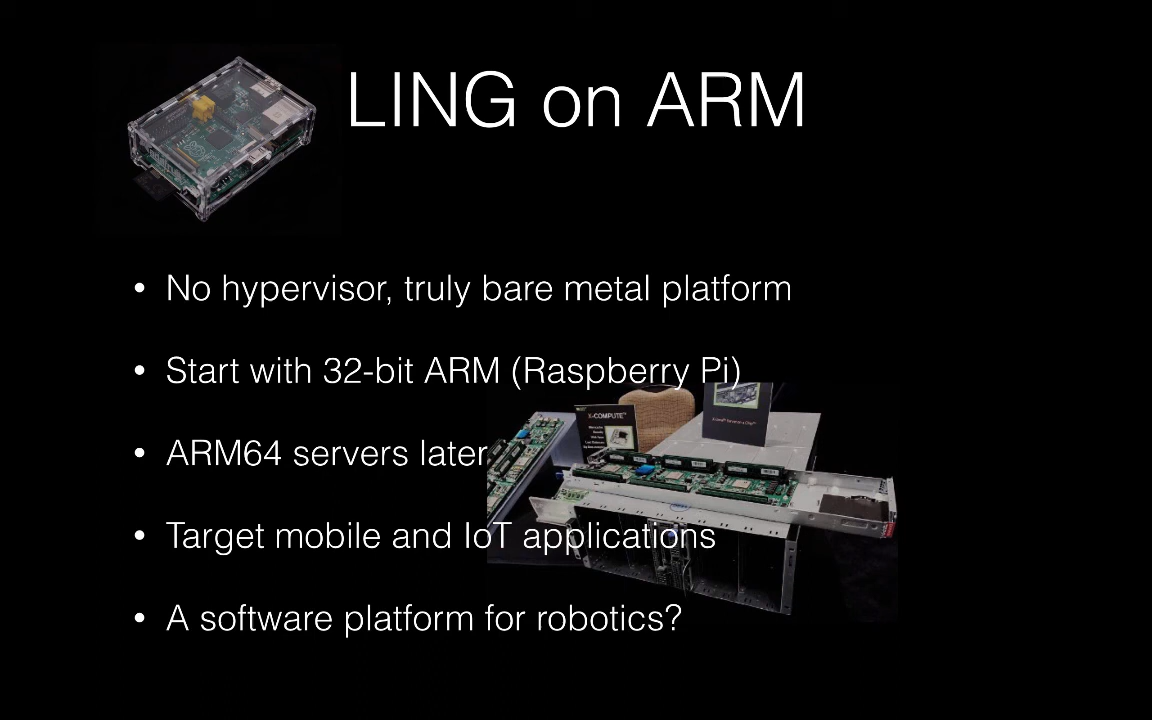 LING on ARM
• No hypervisor, truly bare metal platform
• Start with 32-bit ARM (Raspberry Pi)
X-COMPUTE™
• ARM64 servers later
• Target mobile and IoT applications
• A software platform for robotics?